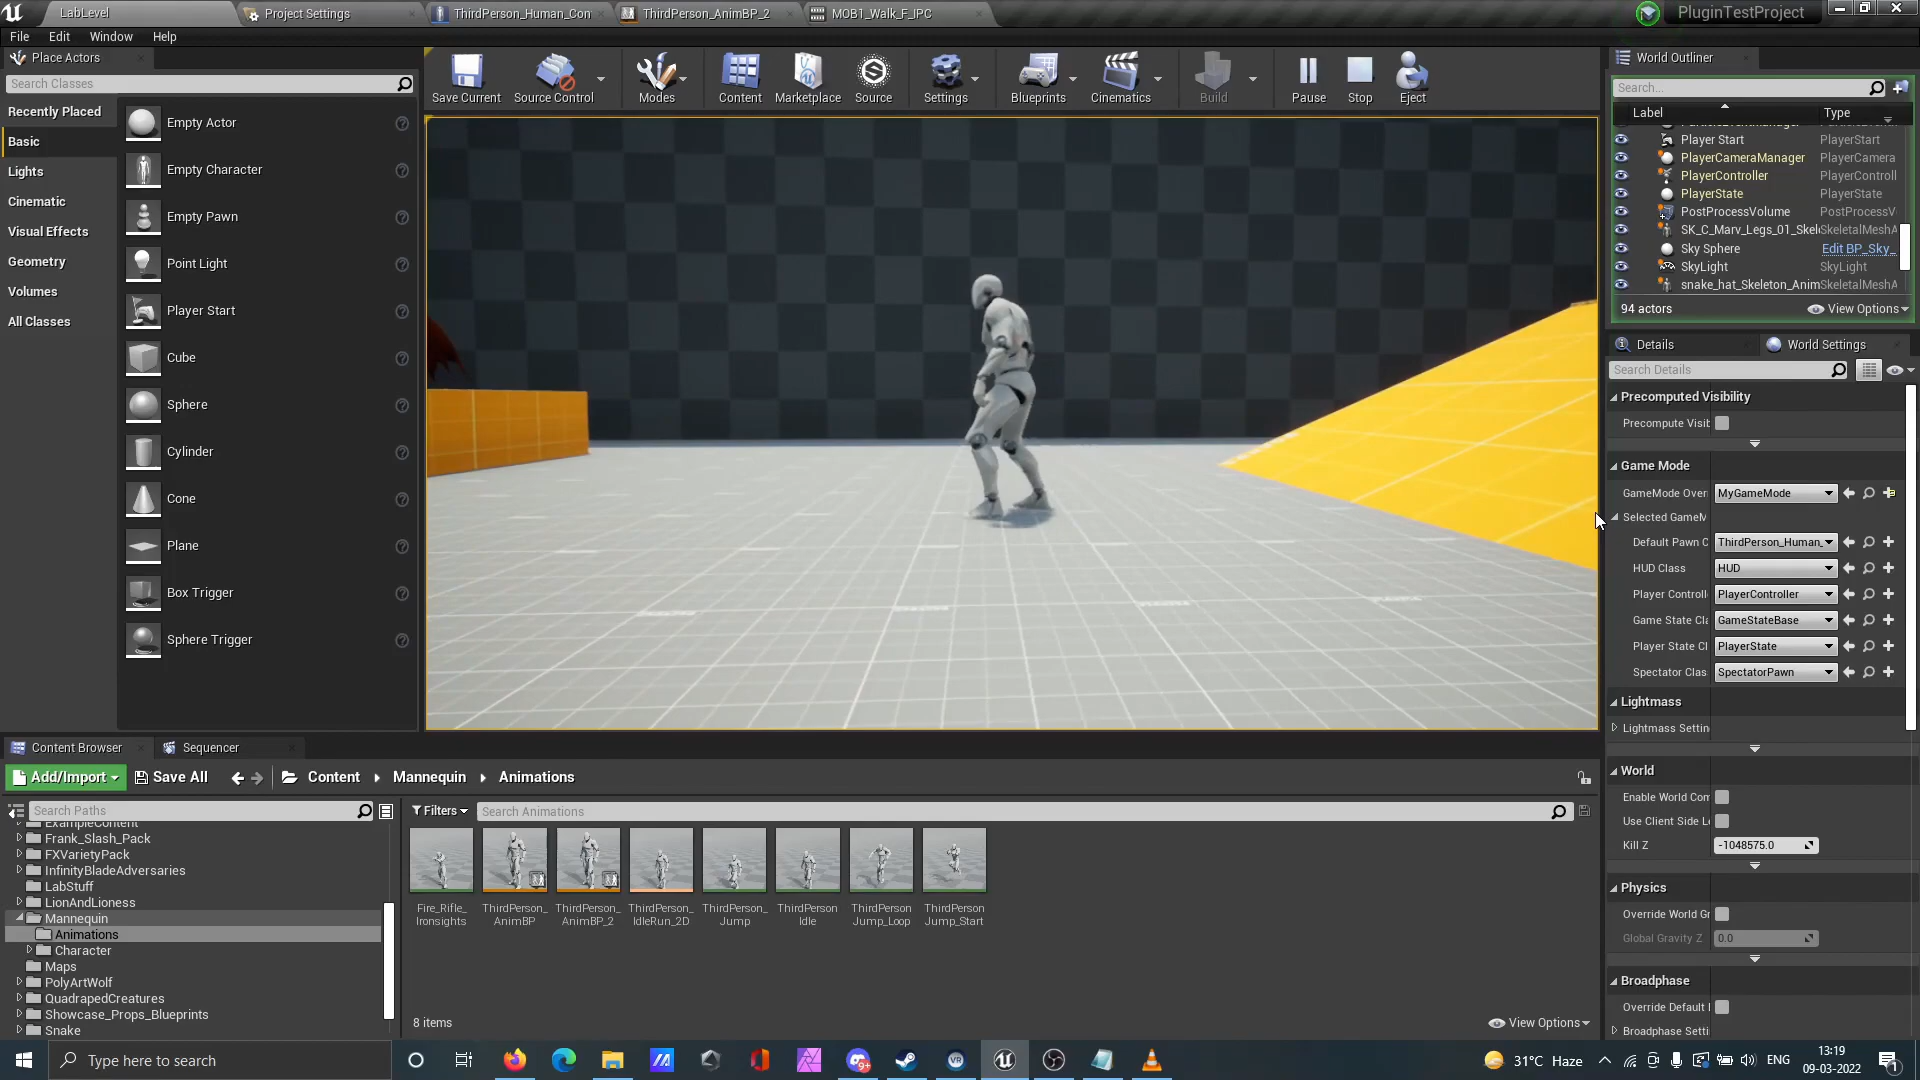 LabLevel
Project Settings
ThirdPerson_Human_Con
ThirdPerson_AnimBP_2
MOB1_Walk_F_IPC
PluginTestProject
File Edit Window Help
Place Actors
Search Classes
Recently Placed
Basic
Lights
Cinematic
Visual Effects
Geometry
Volumes
All Classes
Empty Actor
Empty Character
Empty Pawn
Point Light
Player Start
Cube
Sphere
Cylinder
Cone
Plane
Box Trigger
Sphere Trigger
Save Current
Source Control
Modes
Content
Marketplace
Source
Settings
Blueprints
Cinematics
Build
Pause
Stop
Eject
World Outliner
Search...
Label Type
Player Start PlayerStart
PlayerCameraManager PlayerCamera
PlayerController PlayerControll
PlayerState PlayerState
PostProcessVolume PostProcessV
SK_C_Marv_Legs_01_Skel SkeletalMeshA
Sky Sphere Edit BP_Sky_
SkyLight SkyLight
snake_hat_Skeleton_Anim SkeletalMeshA
94 actors View Options
Details
World Settings
Search Details
Precomputed Visibility
Precompute Visib
Game Mode
GameMode Over MyGameMode
Selected GameM
Default Pawn C ThirdPerson_Human_
HUD Class HUD
Player Controll PlayerController
Game State Cla GameStateBase
Player State Cl PlayerState
Spectator Clas SpectatorPawn
Lightmass
Lightmass Settin
World
Enable World Com
Use Client Side Le
Kill Z -1048575.0
Physics
Override World Gr
Global Gravity Z 0.0
Broadphase
Override Default
Broadphase Setti
Content Browser
Sequencer
Add/Import Save All Content Mannequin Animations
Search Paths
Filters Search Animations
ExampleContent
Frank_Slash_Pack
FXVarietyPack
InfinityBladeAdversaries
LabStuff
LionAndLioness
Mannequin
Animations
Character
Maps
PolyArtWolf
QuadrapedCreatures
Showcase_Props_Blueprints
Snake
Fire_Rifle_
Ironsights
ThirdPerson_
AnimBP
ThirdPerson_
AnimBP_2
ThirdPerson_
IdleRun_2D
ThirdPerson_
Jump
ThirdPerson
Idle
ThirdPerson
Jump_Loop
ThirdPerson
Jump_Start
8 items
View Options
Type here to search
9+
31°C Haze
ENG
13:19
09-03-2022
1